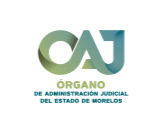 OAJ
ÓRGANO
DE ADMINISTRACIÓN JUDICIAL
DEL ESTADO DE MORELOS